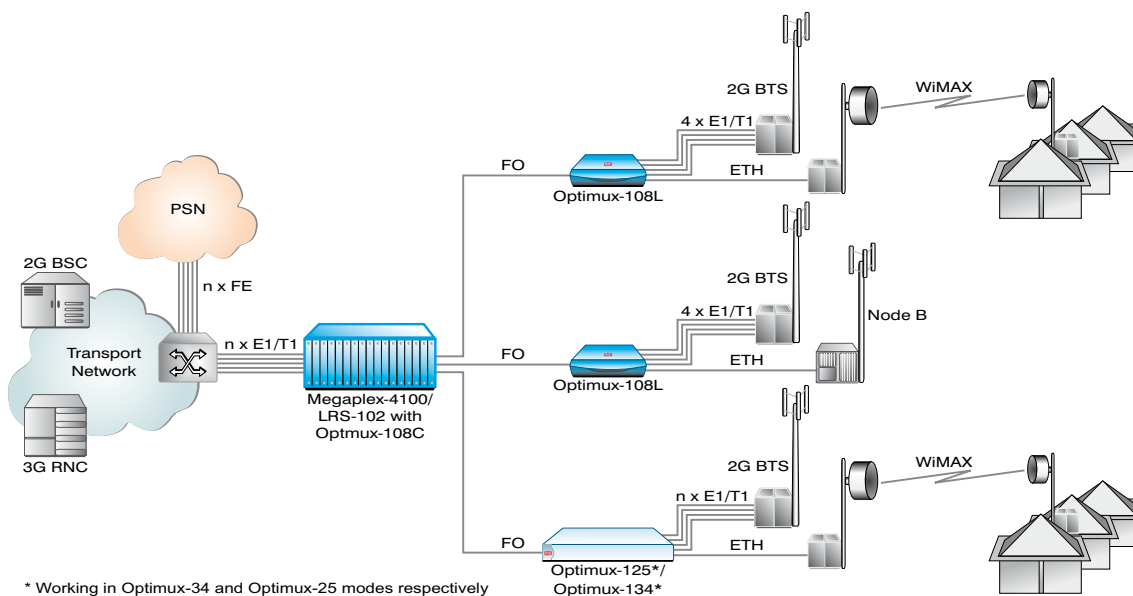 2G BTS
WiMAX
4 x E1/T1
FO
ETH
Optimux-108L
PSN
2G BSC
n x FE
2G BTS
Node B
4 x E1/T1
Transport
Network
n x E1/T1
FO
ETH
Optimux-108L
Megaplex-4100/
LRS-102 with
Optmux-108C
3G RNC
2G BTS
WiMAX
n x E1/T1
FO
ETH
Optimux-125*/
Optimux-134*
* Working in Optimux-34 and Optimux-25 modes respectively